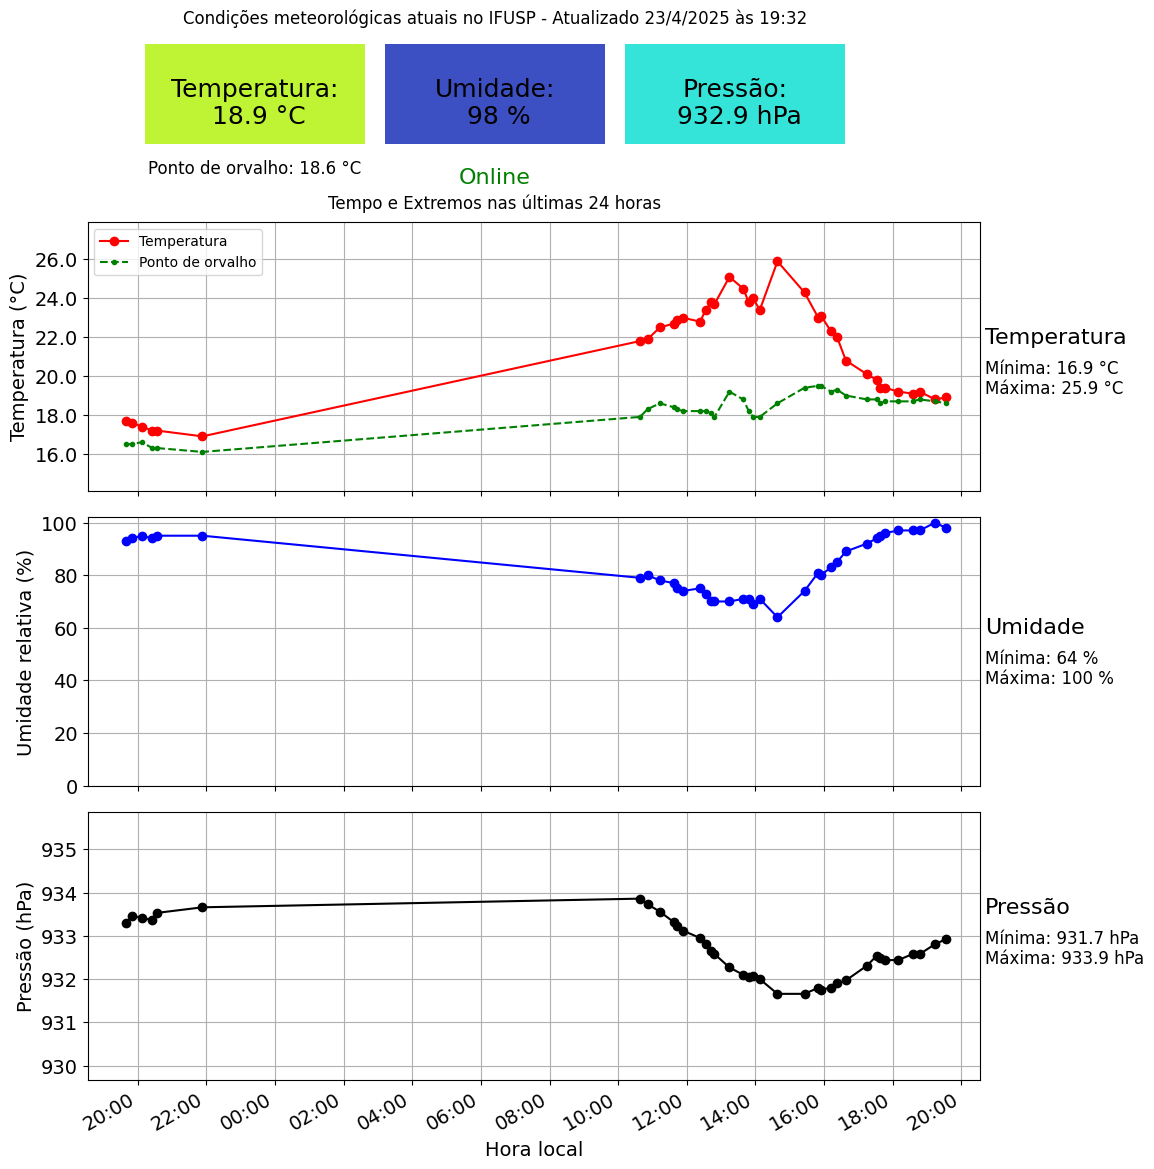 Condições meteorológicas atuais no IFUSP - Atualizado 23/4/2025 às 19:32
Temperatura:
18.9 °C
Umidade:
98 %
Pressão:
932.9 hPa
Ponto de orvalho: 18.6 °C
Online
Tempo e Extremos nas últimas 24 horas
Temperatura (°C)
26.0
24.0
22.0
20.0
18.0
16.0
Temperatura
Ponto de orvalho
Temperatura
Mínima: 16.9 °C
Máxima: 25.9 °C
Umidade relativa (%)
100
80
60
40
20
0
Umidade
Mínima: 64 %
Máxima: 100 %
Pressão (hPa)
935
934
933
932
931
930
Pressão
Mínima: 931.7 hPa
Máxima: 933.9 hPa
20:00 22:00 00:00 02:00 04:00 06:00 08:00 10:00 12:00 14:00 16:00 18:00 20:00
Hora local